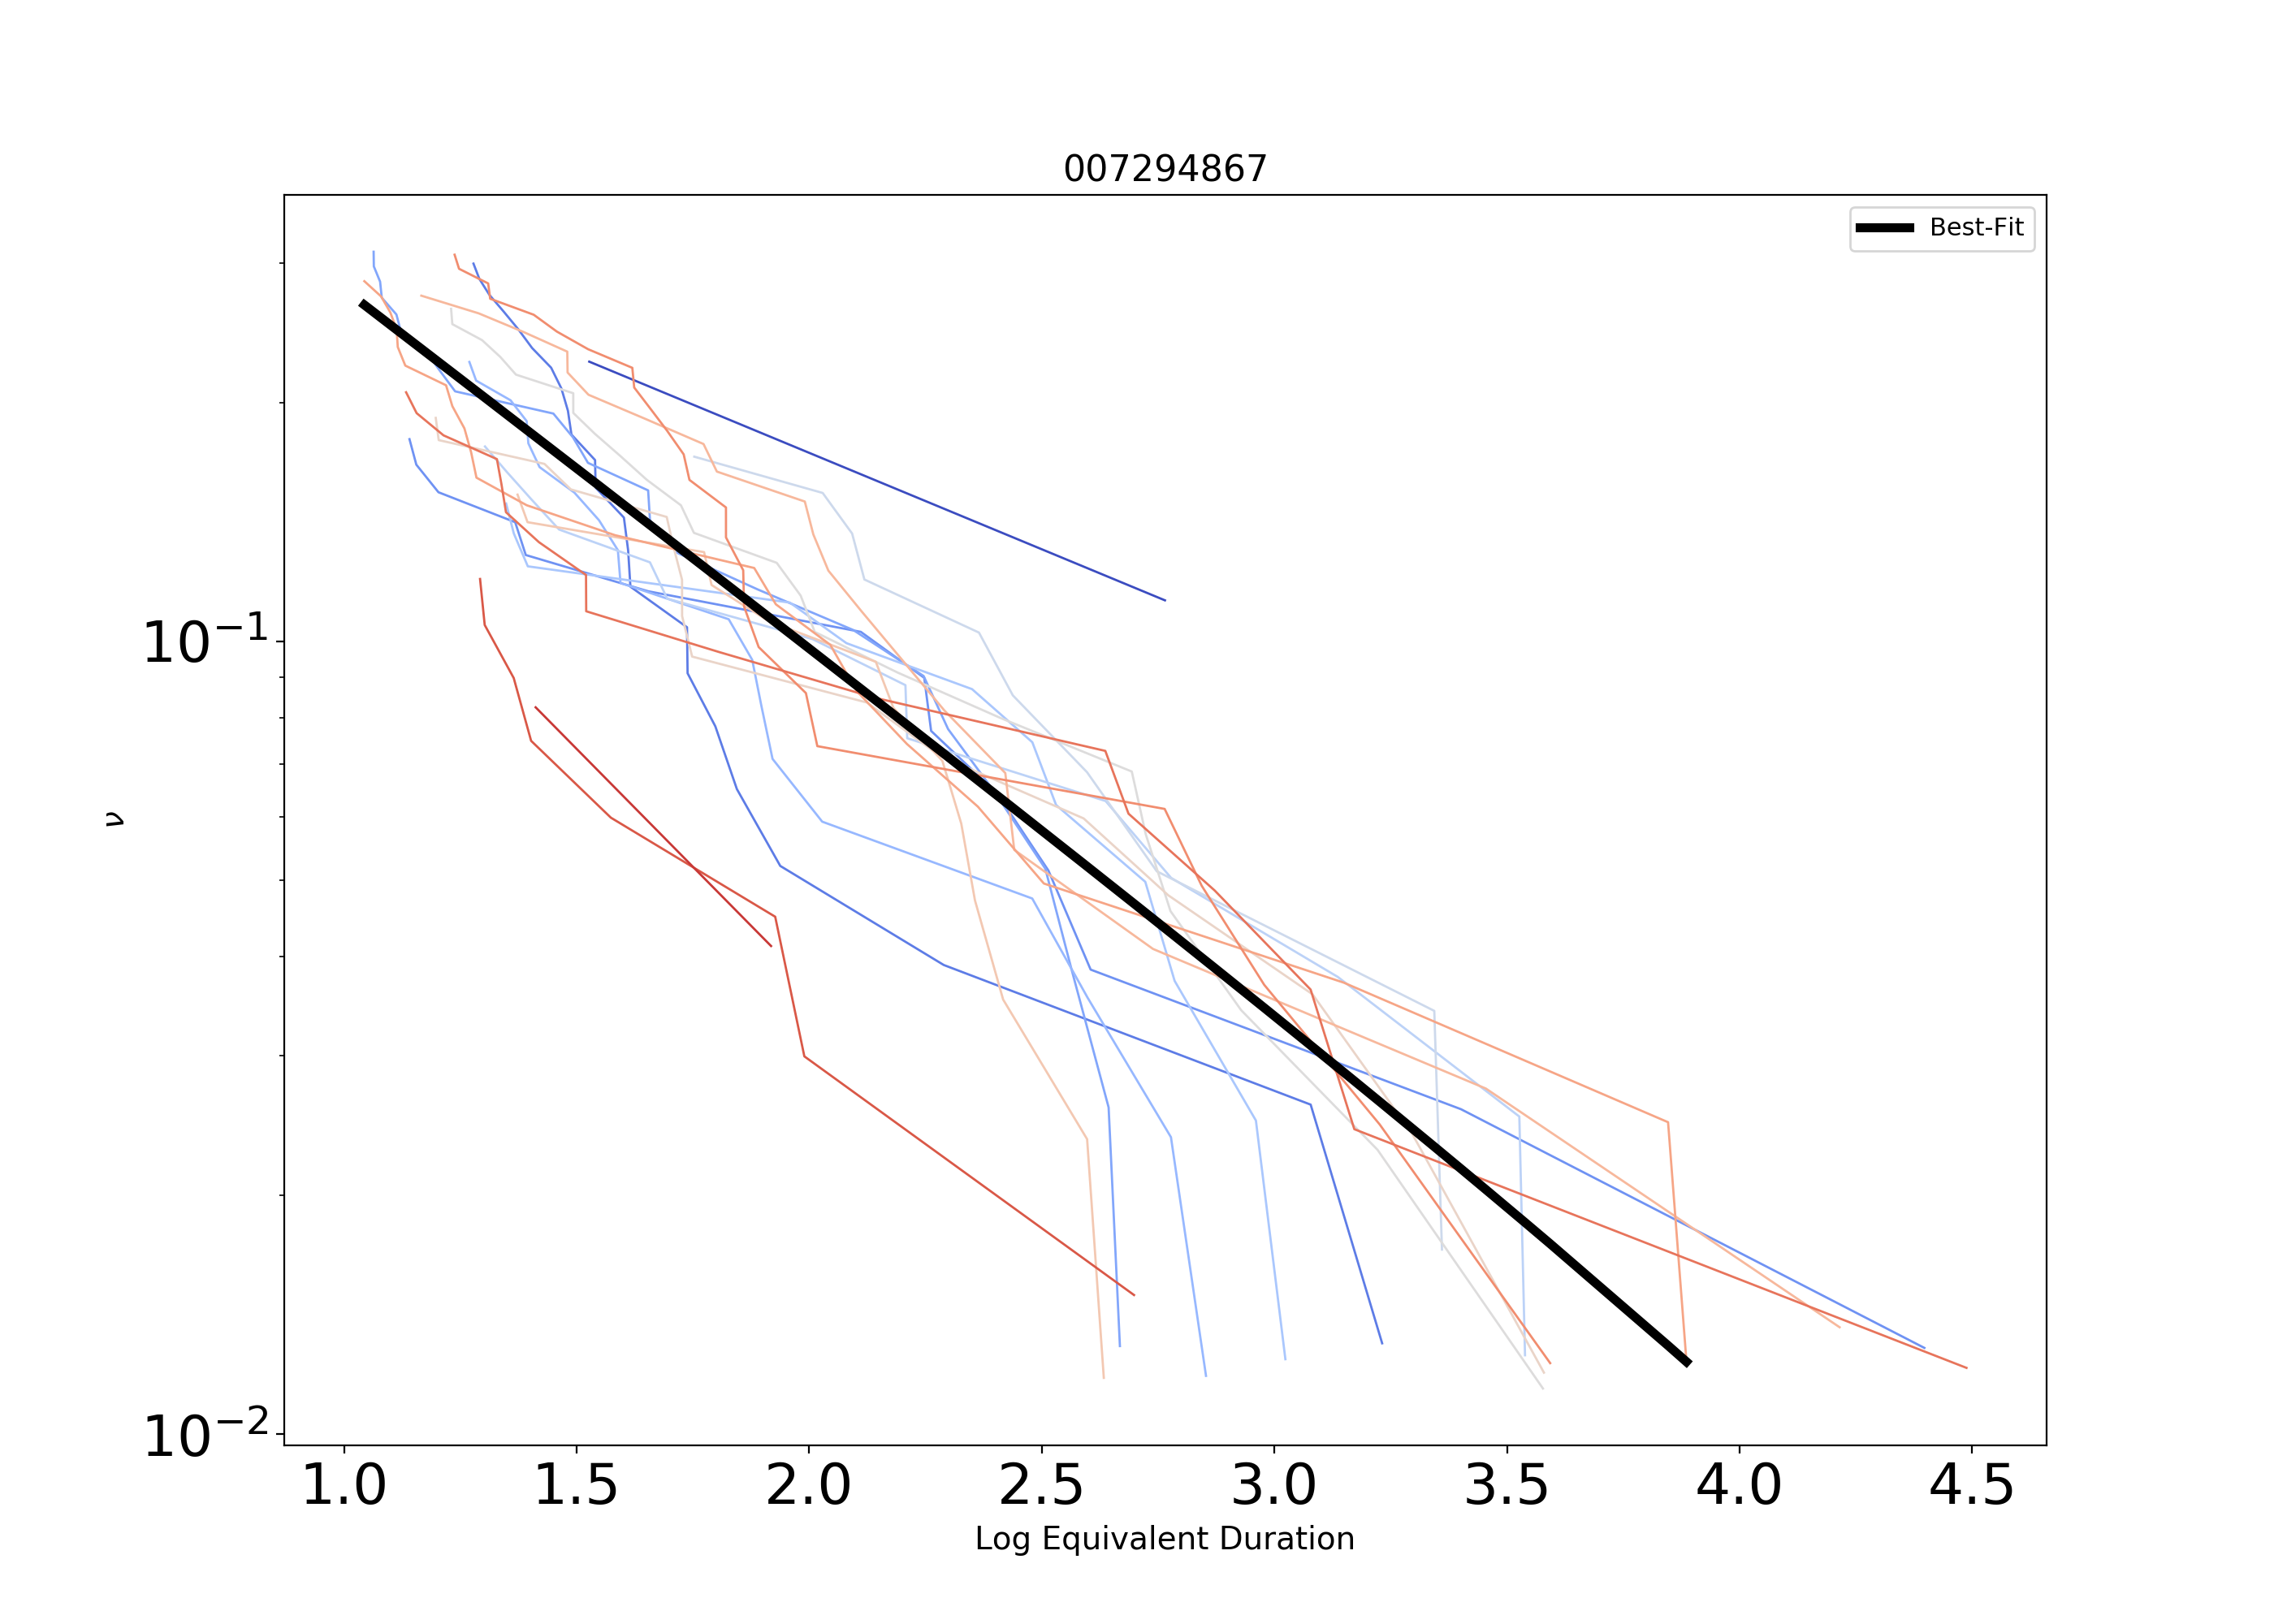 007294867
Best-Fit
10⁻¹
ν
10⁻²
1.0 1.5 2.0 2.5 3.0 3.5 4.0 4.5
Log Equivalent Duration